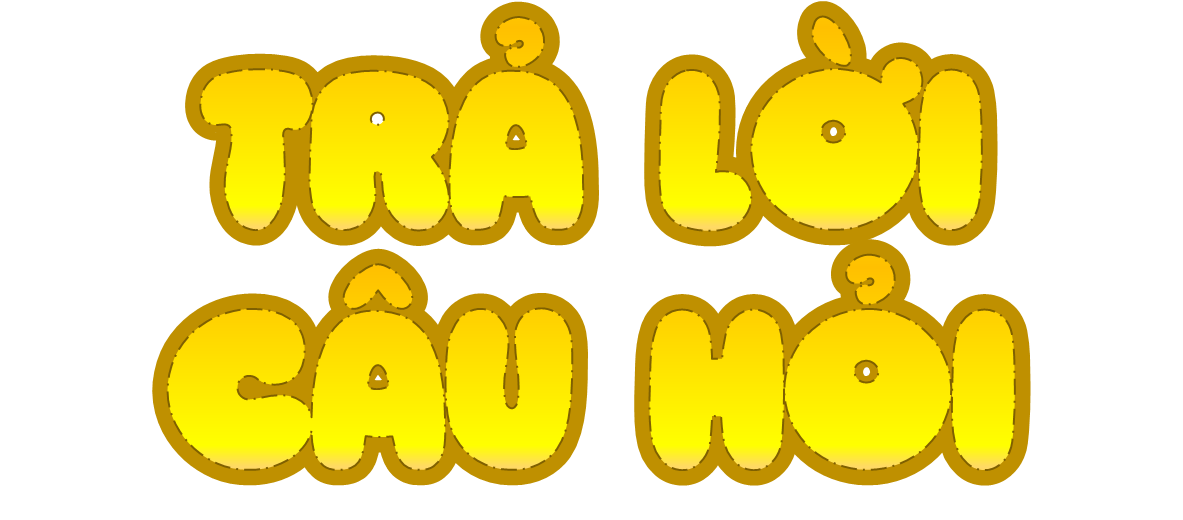 TRẢ LỜI
CÂU HỎI